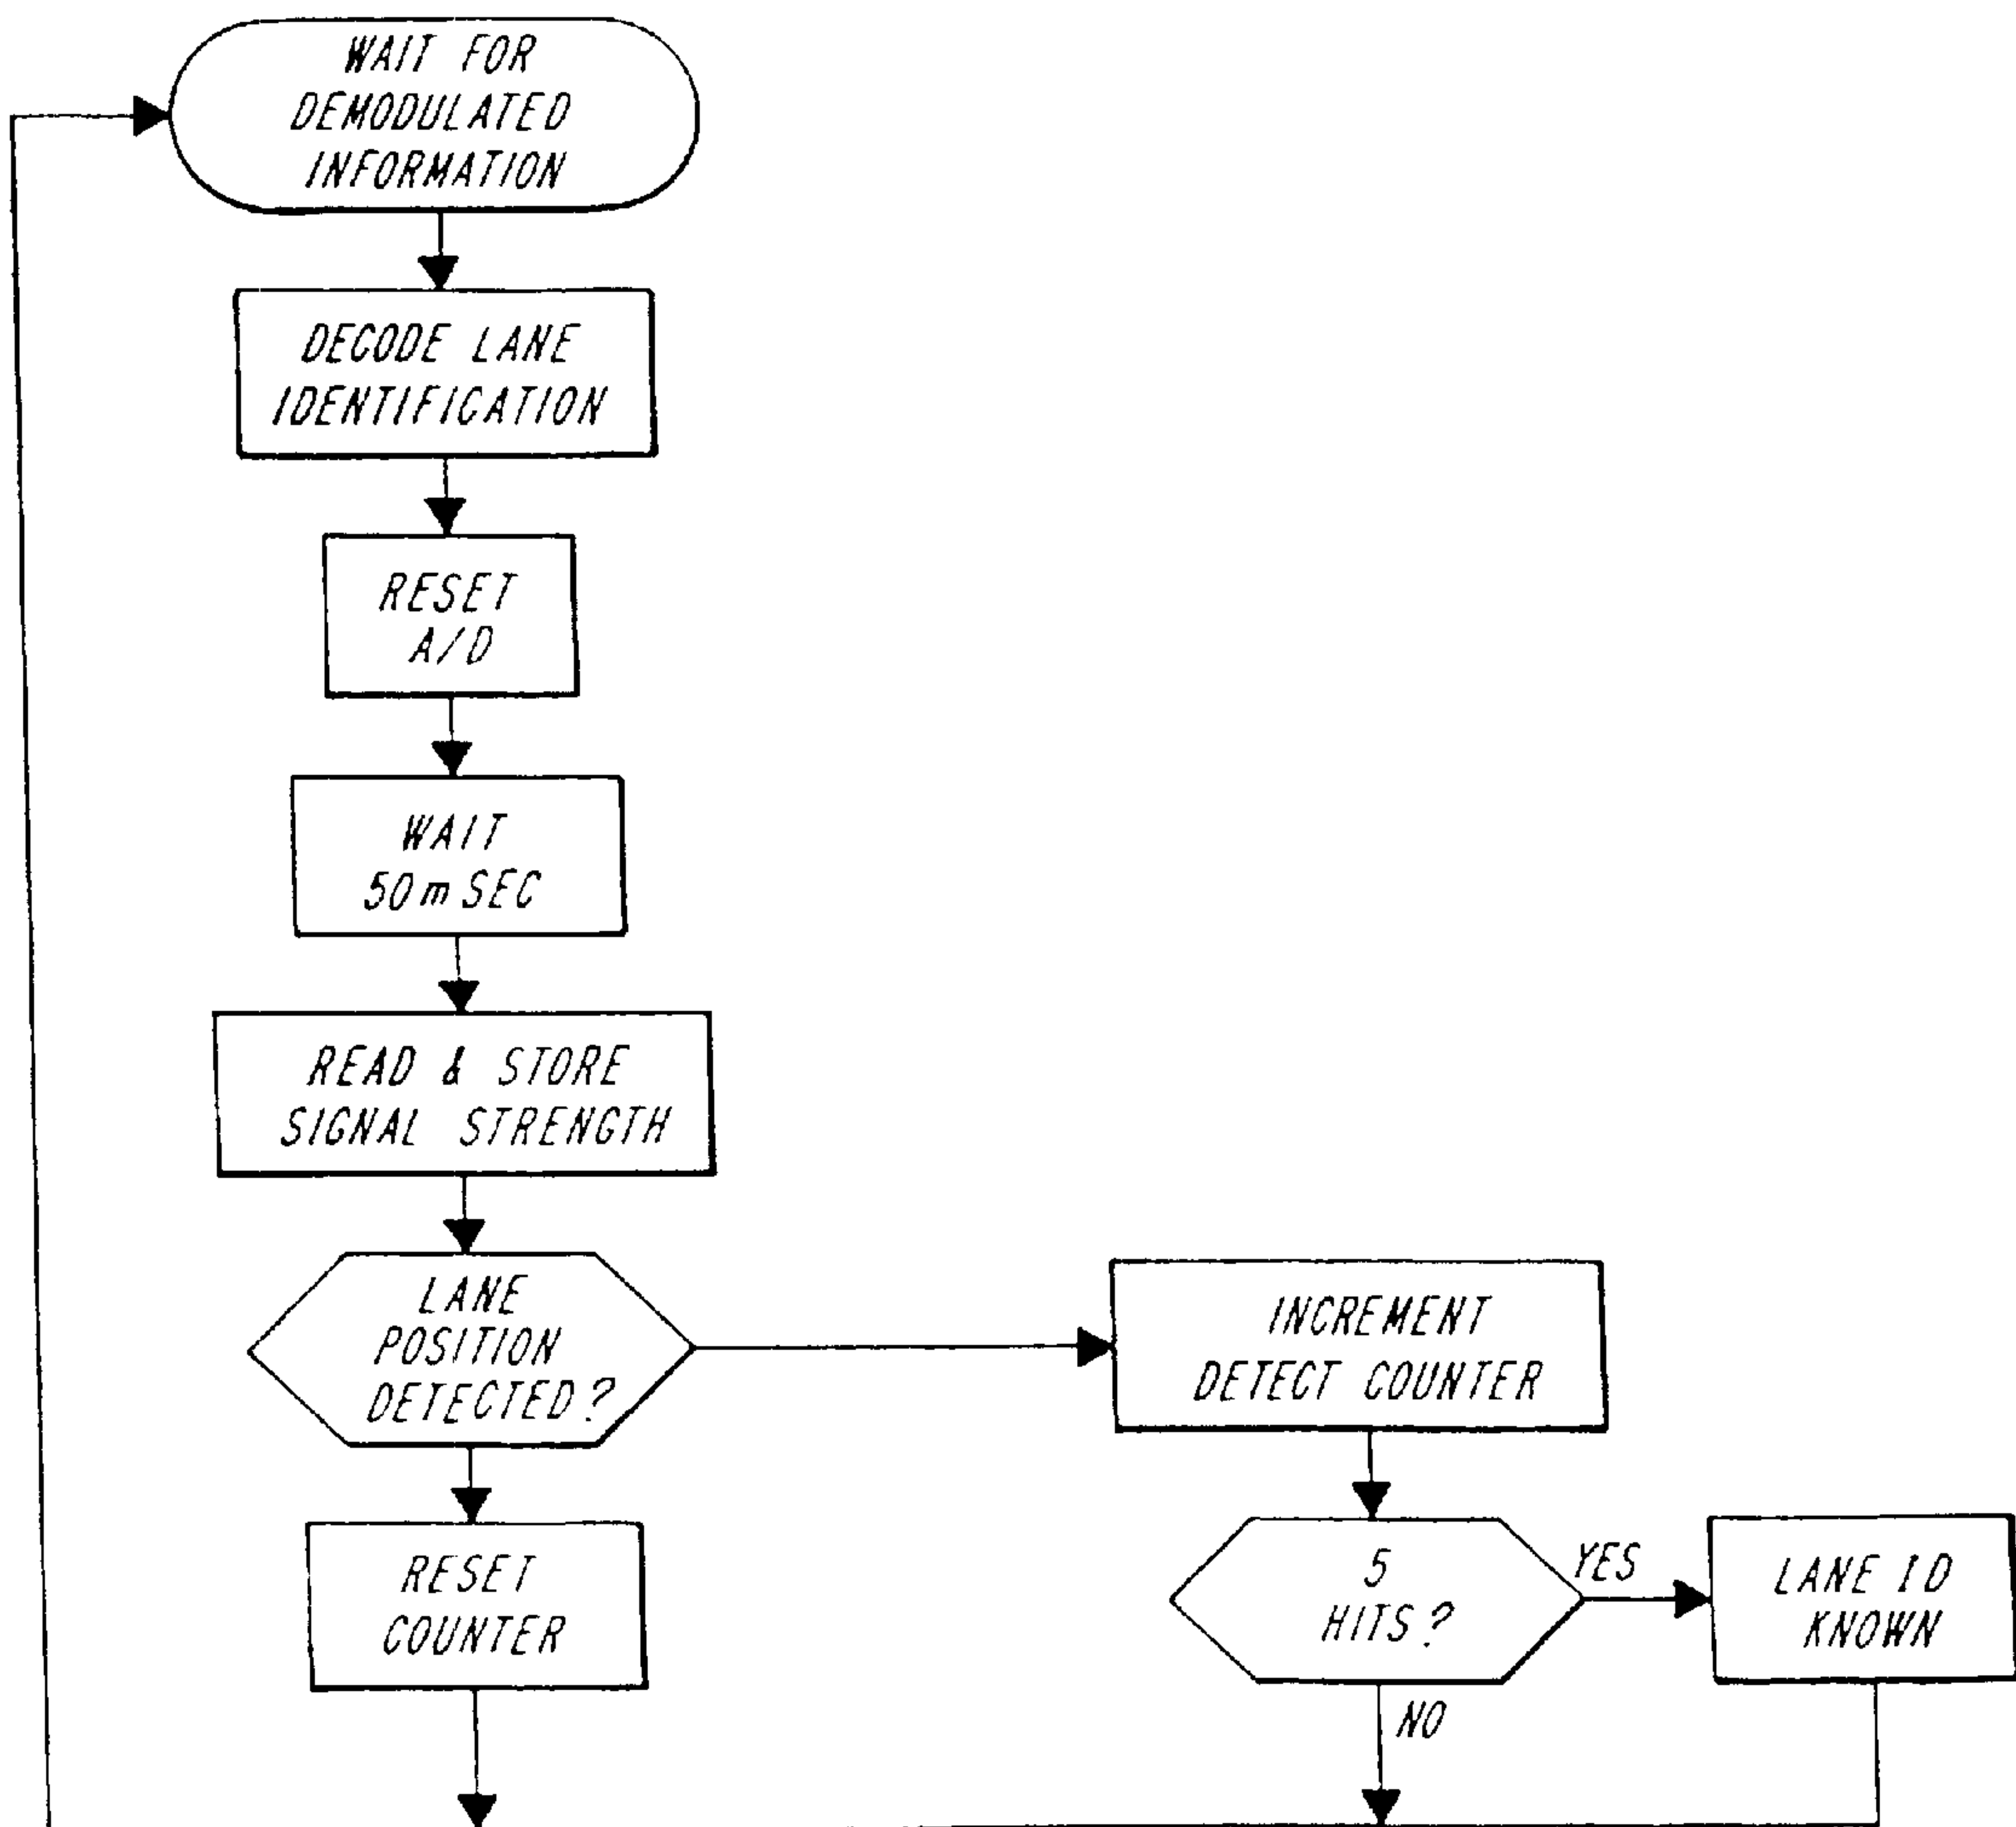 WAIT FOR
DEMODULATED
INFORMATION
DECODE LANE
IDENTIFICATION
RESET
A/D
WAIT
50 m SEC
READ & STORE
SIGNAL STRENGTH
LANE
POSITION
DETECTED?
INCREMENT
DETECT COUNTER
RESET
COUNTER
5
HITS?
YES
LANE ID
KNOWN
NO